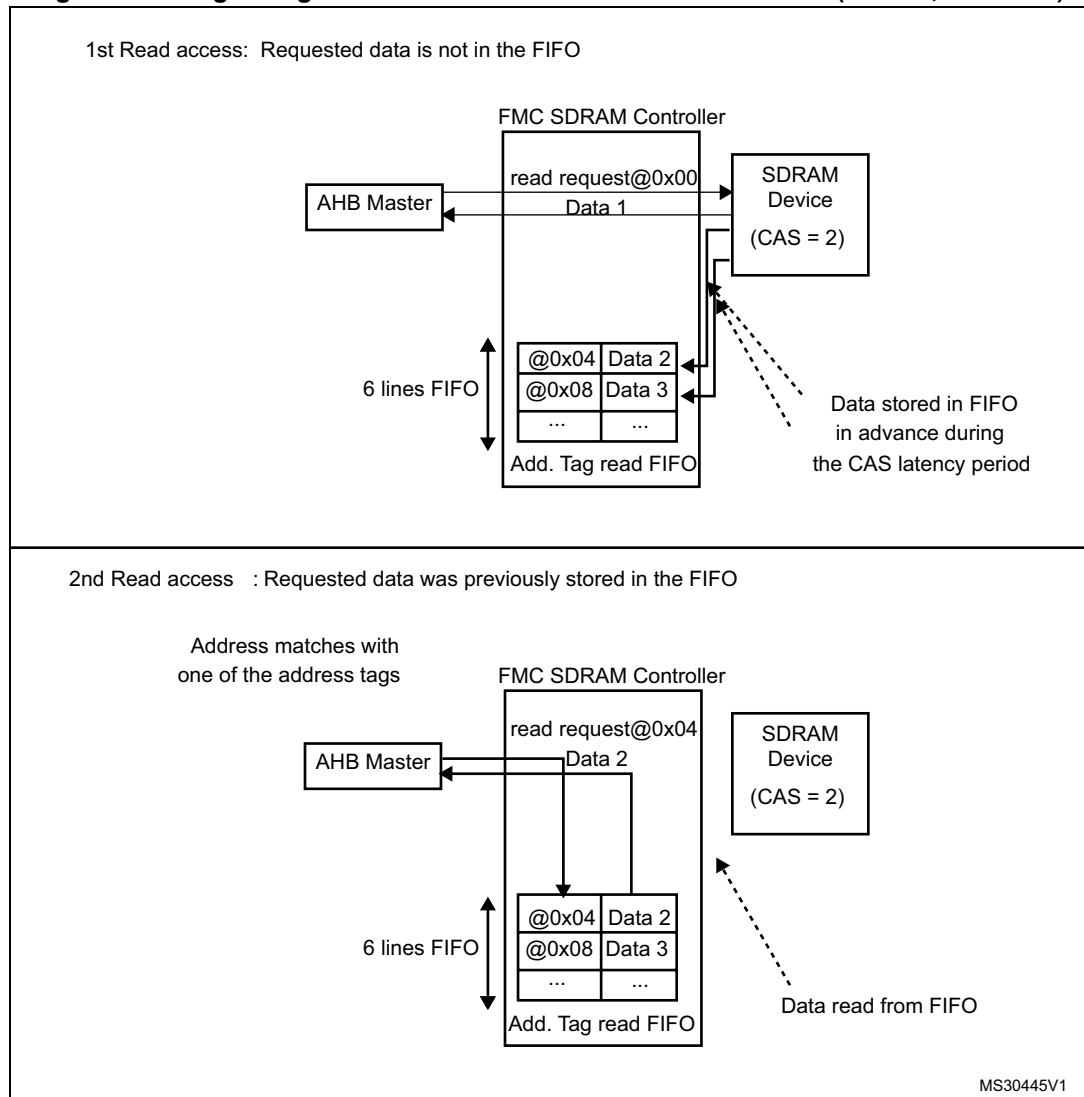 1st Read access: Requested data is not in the FIFO
FMC SDRAM Controller
read request@0x00
AHB Master
Data 1
SDRAM
Device
(CAS = 2)
@0x04 Data 2
6 lines FIFO
@0x08 Data 3
... ...
Add. Tag read FIFO
Data stored in FIFO
in advance during
the CAS latency period
2nd Read access : Requested data was previously stored in the FIFO
Address matches with
one of the address tags
FMC SDRAM Controller
read request@0x04
AHB Master
Data 2
SDRAM
Device
(CAS = 2)
@0x04 Data 2
6 lines FIFO
@0x08 Data 3
... ...
Add. Tag read FIFO
Data read from FIFO
MS30445V1